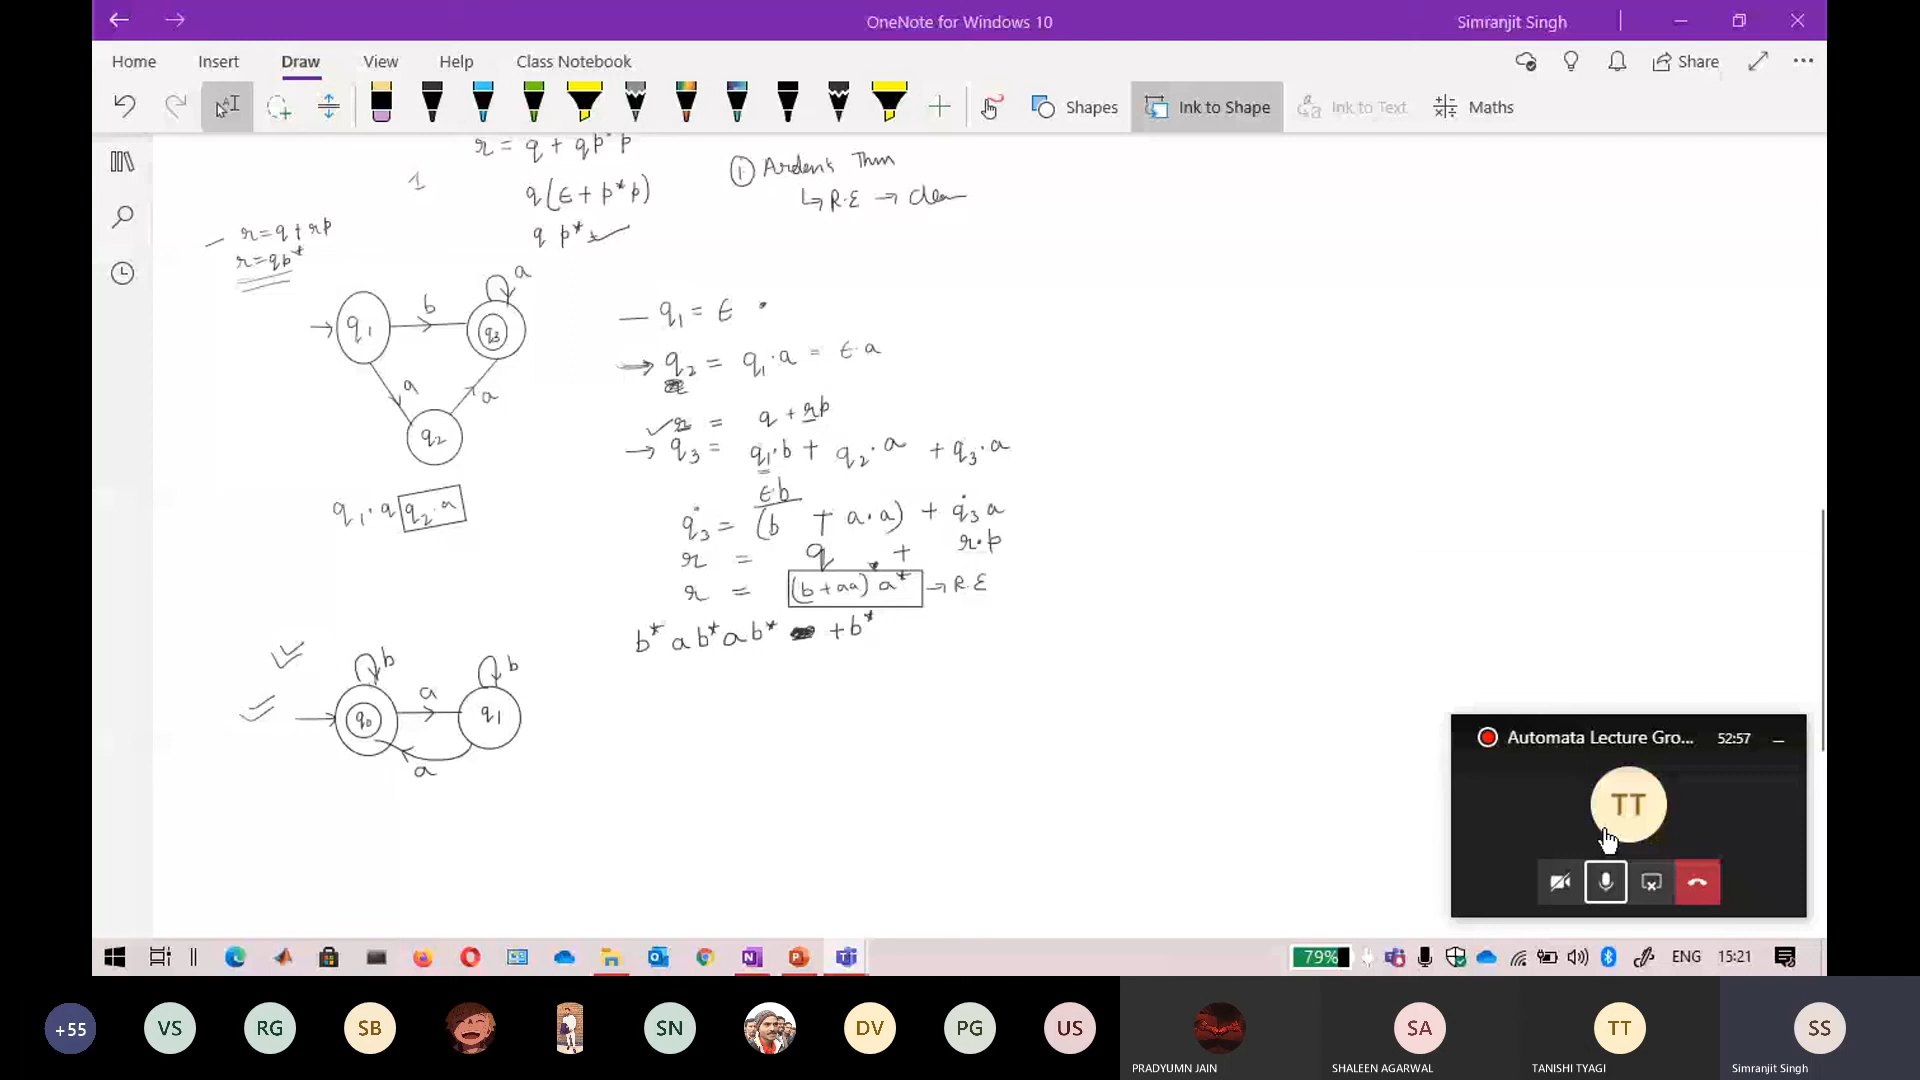 OneNote for Windows 10
Simranjit Singh
Home Insert Draw View Help Class Notebook
Share
Shapes Ink to Shape Ink to Text Maths
r = q + qp*p
1
q(ε + p*p)
q p*
① Arden's Thm
↳ R.E →
r = q + rp
r = qp*
q1 b q3 a
a a
q2
q1·a q2·a
q1 = ε
→ q2 = q1·a = ε·a
r = q + rp
→ q3 = q1·b + q2·a + q3·a
ε·b
q3 = (b + a·a) + q3 a
r = q + r·p
r = (b + aa) a* → R.E
b* a b* a b* + b*
b b
q0 a q1
a
Automata Lecture Gro... 52:57
TT
79% ENG 15:21
+55 VS RG SB SN DV PG US SA TT SS
PRADYUMN JAIN SHALEEN AGARWAL TANISHI TYAGI Simranjit Singh